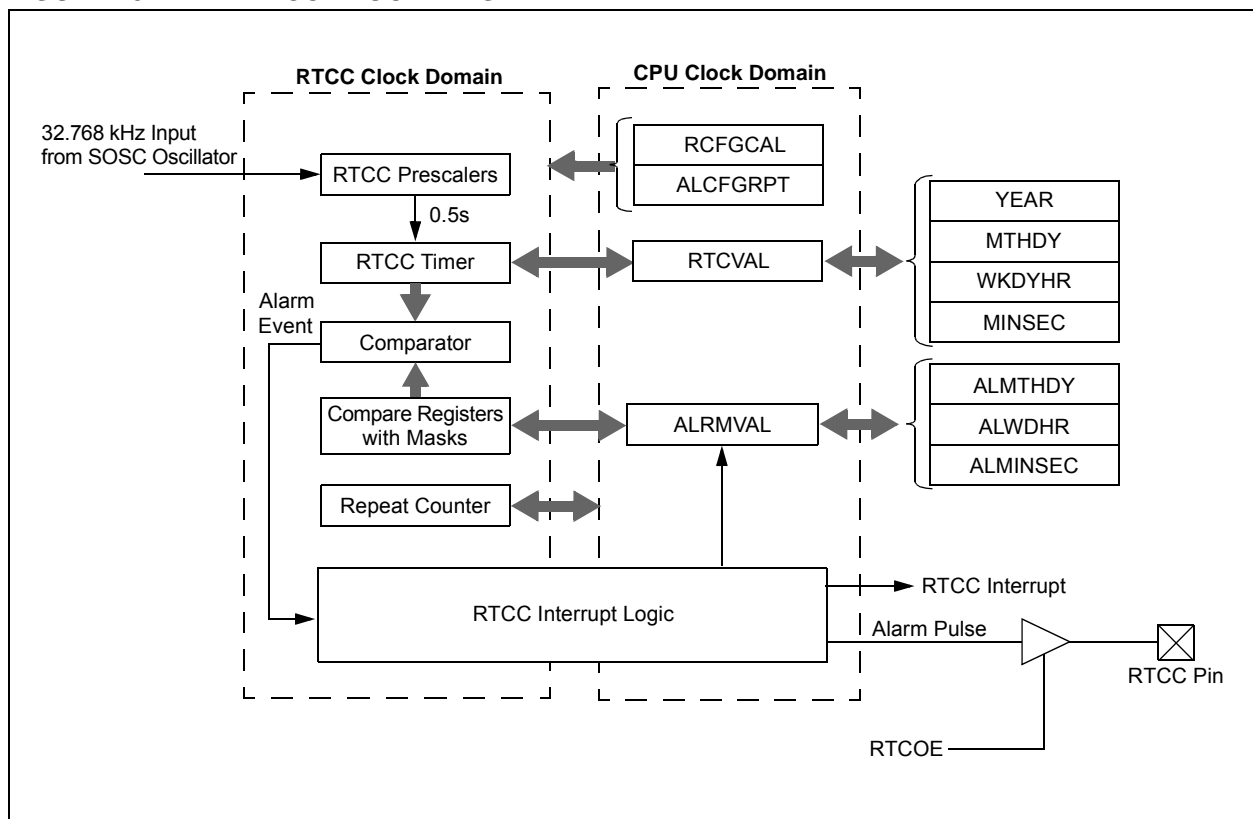 RTCC Clock Domain
CPU Clock Domain
32.768 kHz Input
from SOSC Oscillator
RTCC Prescalers
0.5s
RTCC Timer
Alarm
Event
Comparator
Compare Registers
with Masks
Repeat Counter
RCFGCAL
ALCFGRPT
RTCVAL
ALRMVAL
YEAR
MTHDY
WKDYHR
MINSEC
ALMTHDY
ALWDHR
ALMINSEC
RTCC Interrupt Logic
RTCC Interrupt
Alarm Pulse
RTCC Pin
RTCOE